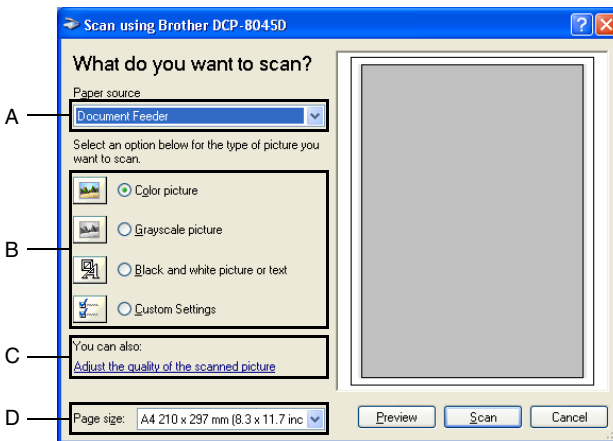 Scan using Brother DCP-8045D
What do you want to scan?
Paper source
A
Document Feeder
Select an option below for the type of picture you
want to scan.
Color picture
Grayscale picture
B
Black and white picture or text
Custom Settings
You can also:
C
Adjust the quality of the scanned picture
D
Page size: A4 210 x 297 mm (8.3 x 11.7 inc
Preview Scan Cancel